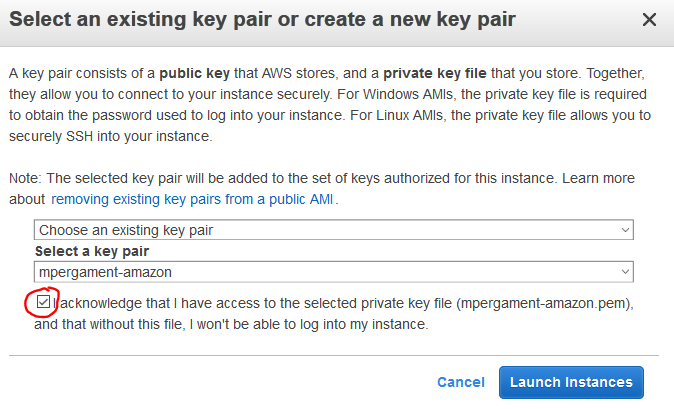 Select an existing key pair or create a new key pair
A key pair consists of a public key that AWS stores, and a private key file that you store. Together,
they allow you to connect to your instance securely. For Windows AMIs, the private key file is required
to obtain the password used to log into your instance. For Linux AMIs, the private key file allows you to
securely SSH into your instance.
Note: The selected key pair will be added to the set of keys authorized for this instance. Learn more
about removing existing key pairs from a public AMI.
Choose an existing key pair
Select a key pair
mpergament-amazon
I acknowledge that I have access to the selected private key file (mpergament-amazon.pem),
and that without this file, I won't be able to log into my instance.
Cancel Launch Instances